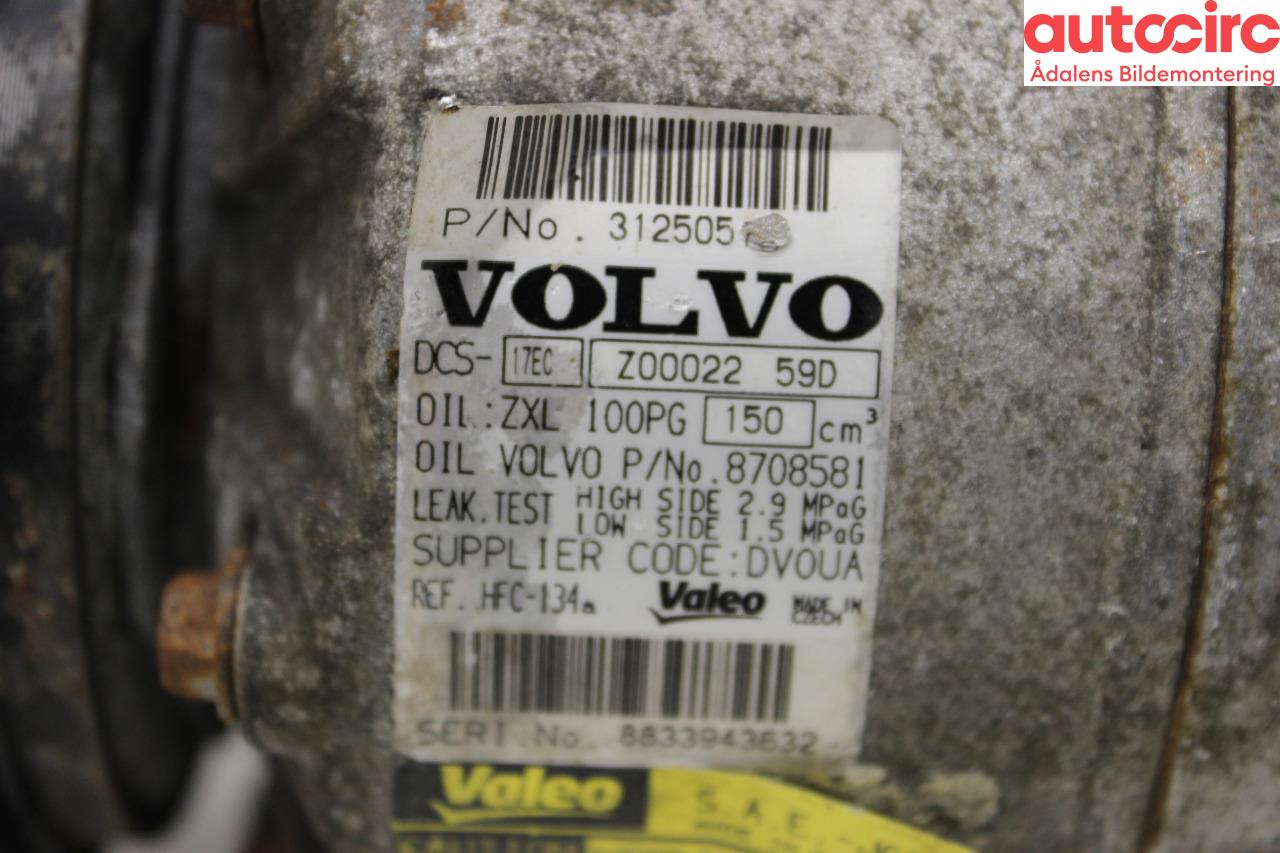 autocirc
Ådalens Bildemontering
P/No. 312505
VOLVO
DCS- 17EC Z00022 59D
OIL:ZXL 100PG 150 cm³
OIL VOLVO P/No.8708581
LEAK.TEST HIGH SIDE 2.9 MPaG
LOW SIDE 1.5 MPaG
SUPPLIER CODE:DVOUA
REF. HFC-134a Valeo MADE IN
CZECH
SERI.No 8833943632
Valeo S.A.E.